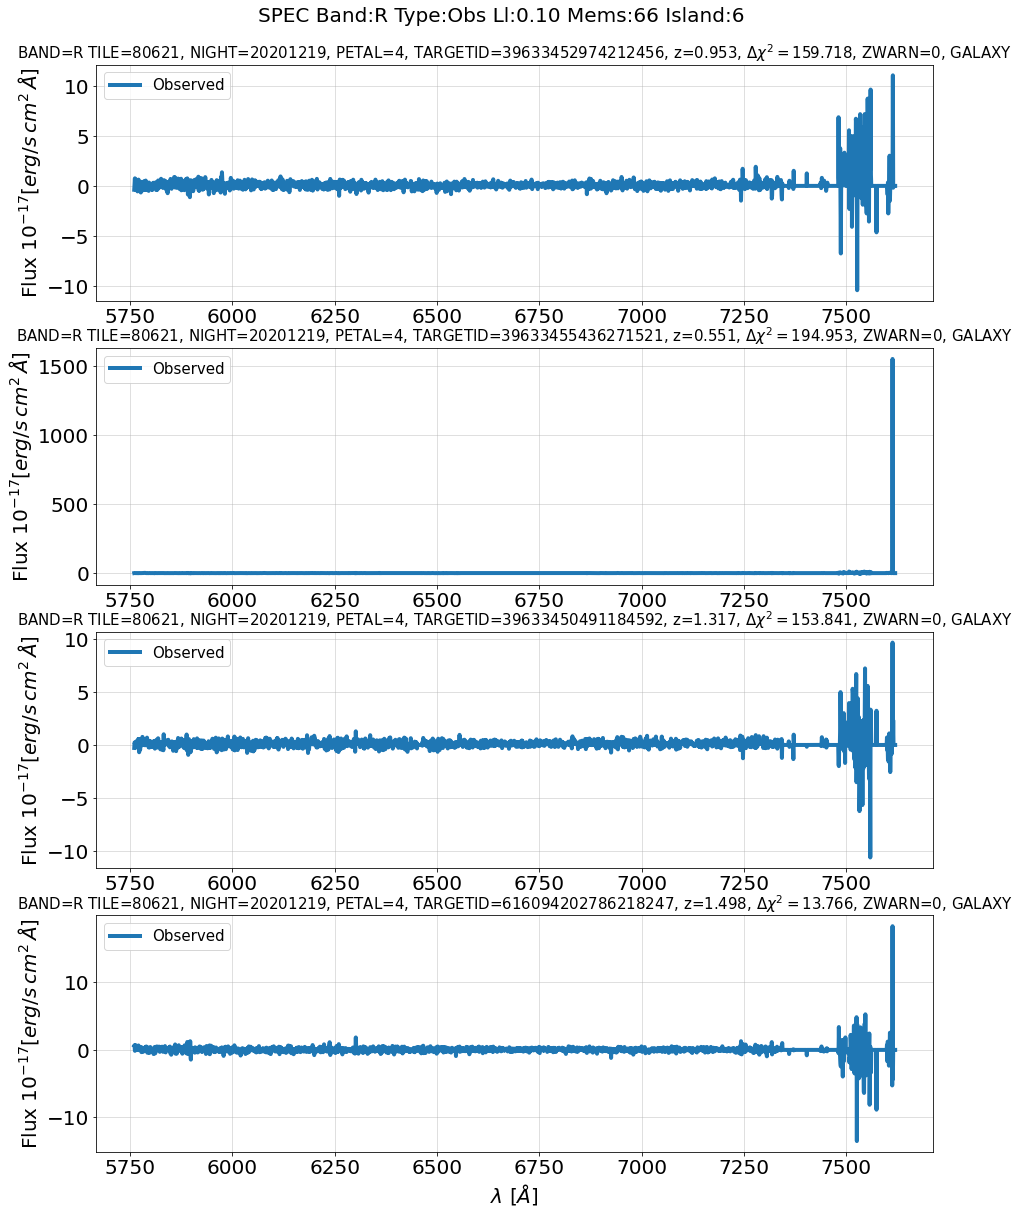 SPEC Band:R Type:Obs Ll:0.10 Mems:66 Island:6
BAND=R TILE=80621, NIGHT=20201219, PETAL=4, TARGETID=39633452974212456, z=0.953, Δχ² = 159.718, ZWARN=0, GALAXY
Observed
Flux 10⁻¹⁷[erg/s cm² Å]
10
5
0
−5
−10
5750 6000 6250 6500 6750 7000 7250 7500
BAND=R TILE=80621, NIGHT=20201219, PETAL=4, TARGETID=39633455436271521, z=0.551, Δχ² = 194.953, ZWARN=0, GALAXY
Observed
Flux 10⁻¹⁷[erg/s cm² Å]
1500
1000
500
0
5750 6000 6250 6500 6750 7000 7250 7500
BAND=R TILE=80621, NIGHT=20201219, PETAL=4, TARGETID=39633450491184592, z=1.317, Δχ² = 153.841, ZWARN=0, GALAXY
Observed
Flux 10⁻¹⁷[erg/s cm² Å]
10
5
0
−5
−10
5750 6000 6250 6500 6750 7000 7250 7500
BAND=R TILE=80621, NIGHT=20201219, PETAL=4, TARGETID=616094202786218247, z=1.498, Δχ² = 13.766, ZWARN=0, GALAXY
Observed
Flux 10⁻¹⁷[erg/s cm² Å]
10
0
−10
5750 6000 6250 6500 6750 7000 7250 7500
λ [Å]